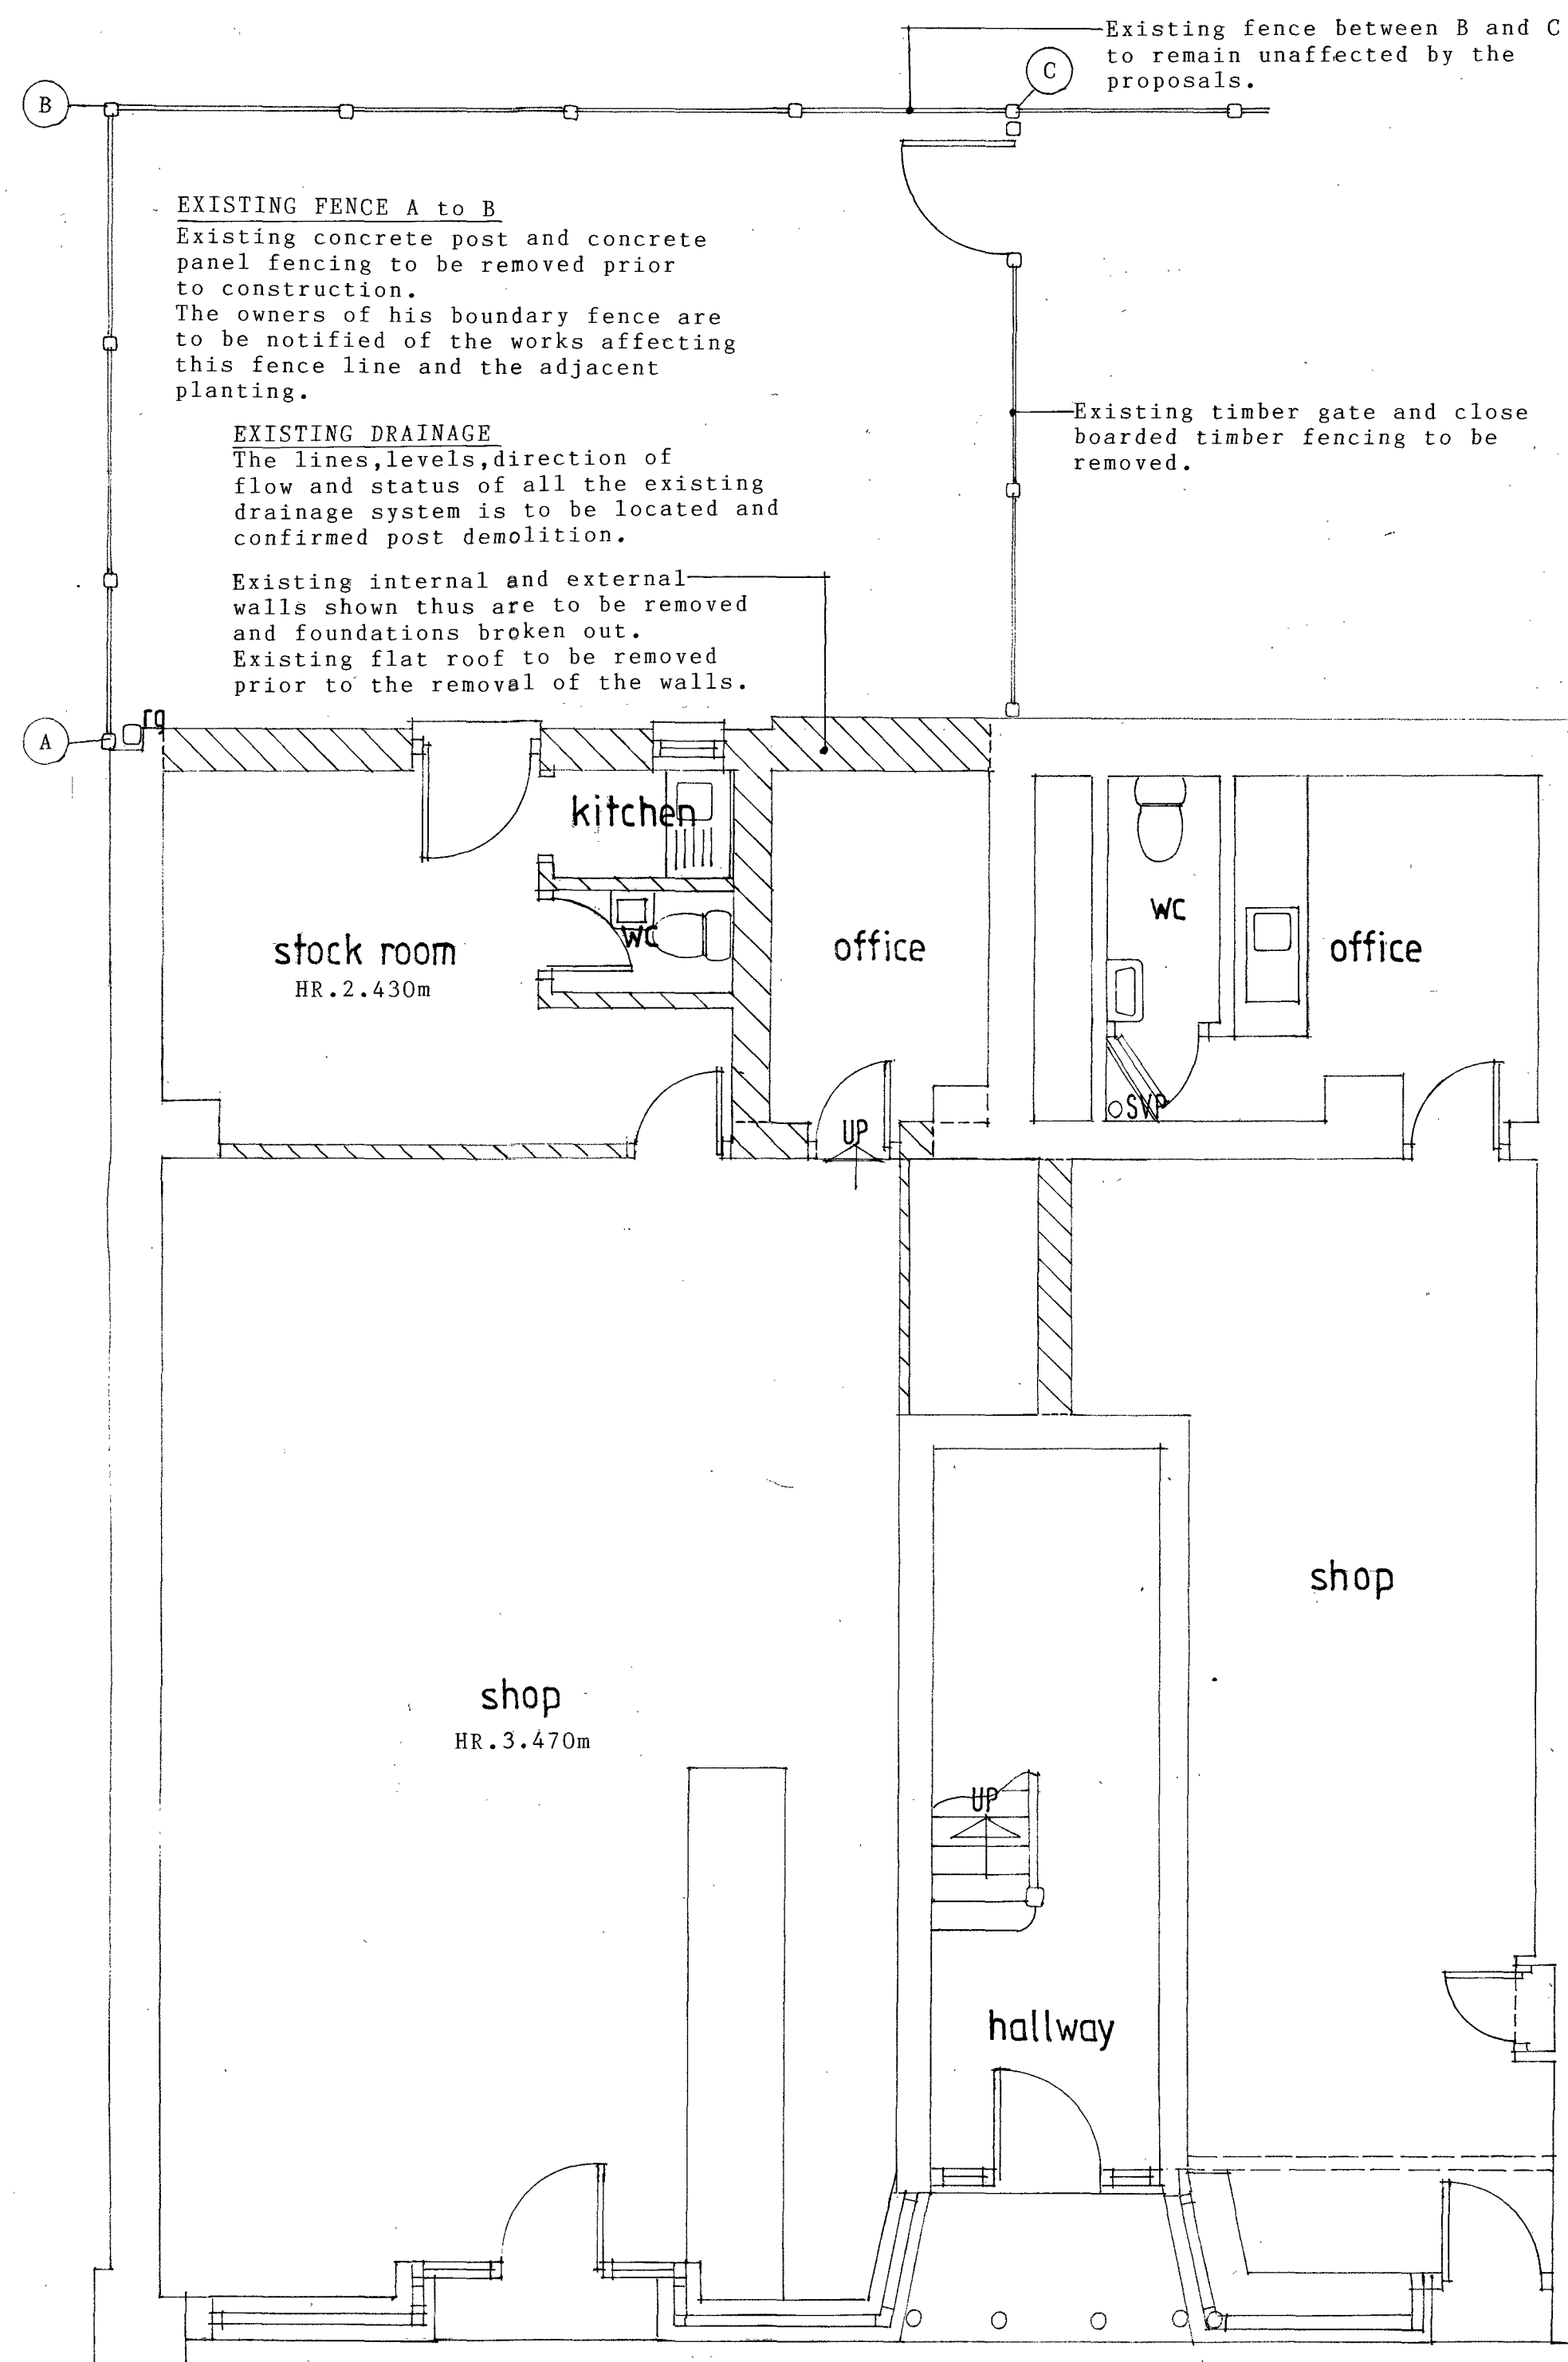 Existing fence between B and C
to remain unaffected by the
proposals.
C
B
EXISTING FENCE A to B
Existing concrete post and concrete
panel fencing to be removed prior
to construction.
The owners of his boundary fence are
to be notified of the works affecting
this fence line and the adjacent
planting.
Existing timber gate and close
boarded timber fencing to be
removed.
EXISTING DRAINAGE
The lines,levels,direction of
flow and status of all the existing
drainage system is to be located and
confirmed post demolition.
Existing internal and external
walls shown thus are to be removed
and foundations broken out.
Existing flat roof to be removed
prior to the removal of the walls.
A
kitchen
WC
WC
stock room
HR.2.430m
office
office
SVP
UP
shop
shop
HR.3.470m
UP
hallway